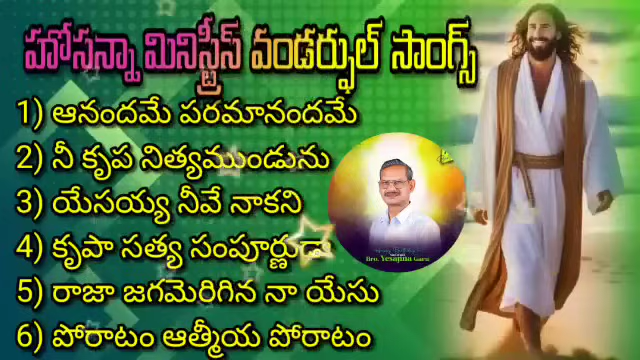 హోసన్నా మినిస్ట్రీస్ వండర్ఫుల్ సాంగ్స్
1) ఆనందమే పరమానందమే
2) నీ కృప నిత్యముండును
3) యేసయ్య నీవే నాకని
4) కృపా సత్య సంపూర్ణుడా
5) రాజా జగమెరిగిన నా యేసు
6) పోరాటం ఆత్మీయ పోరాటం
Bro. Yesanna Garu